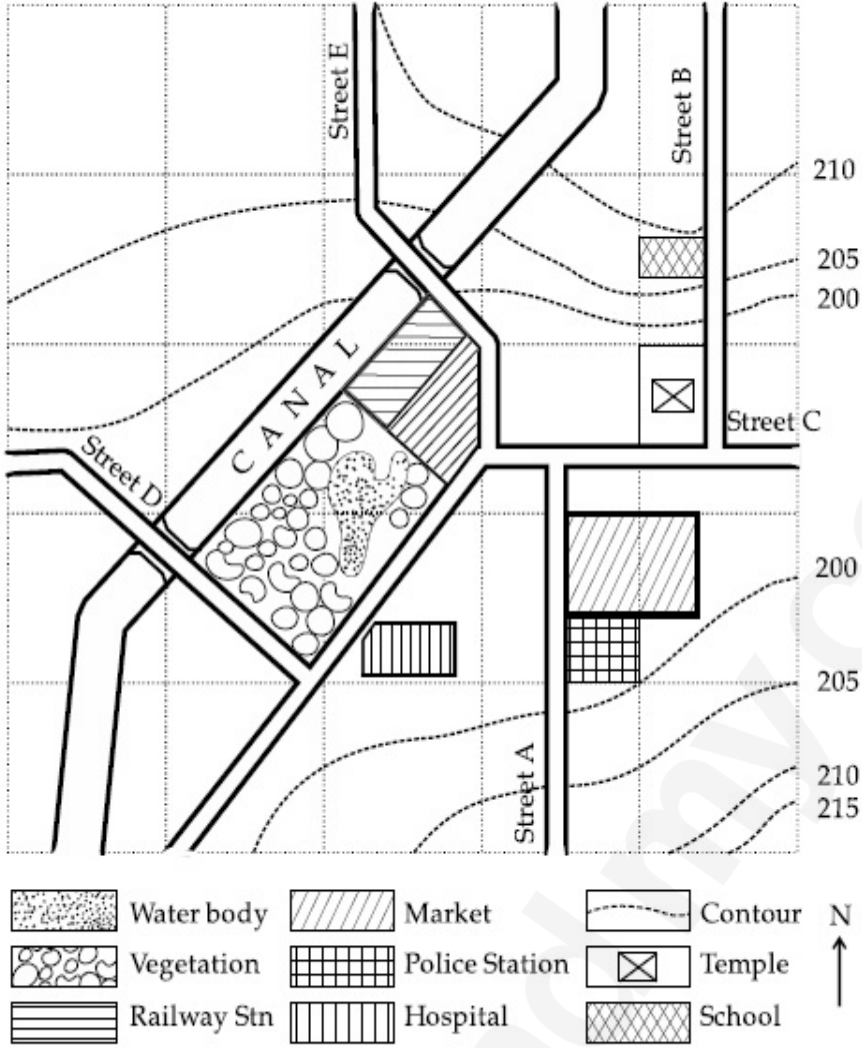 Street E
Street B
210
205
200
CANAL
Street C
Street D
200
205
210
215
Street A
Water body
Market
Contour
N
Vegetation
Police Station
Temple
Railway Stn
Hospital
School